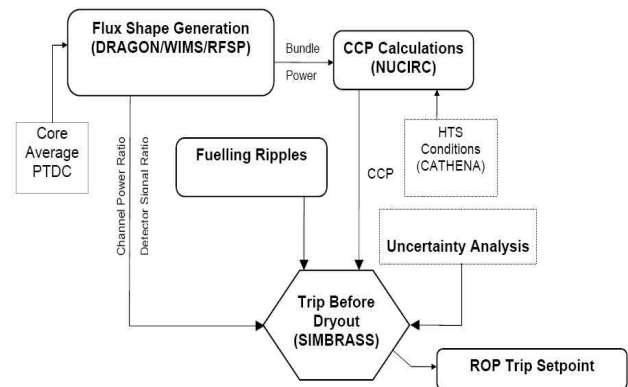 Flux Shape Generation
(DRAGON/WIMS/RFSP)
Bundle
Power
CCP Calculations
(NUCIRC)
Core
Average
PTDC
Channel Power Ratio
Detector Sional Ratio
Fuelling Ripples
CCP
HTS
Conditions
(CATHENA)
Uncertainty Analysis
Trip Before
Dryout
(SIMBRASS)
ROP Trip Setpoint